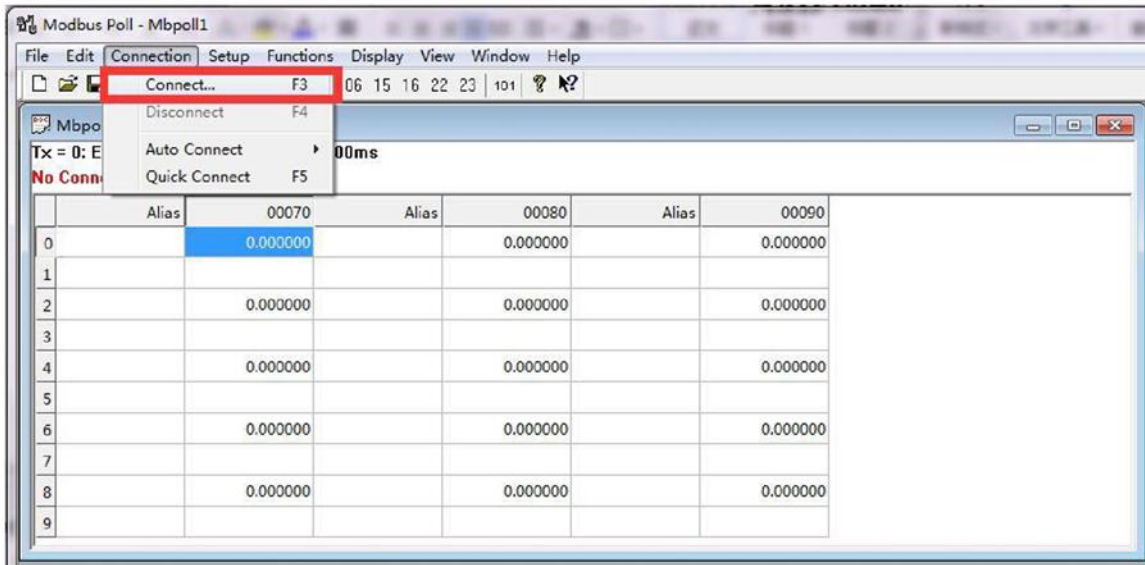 Modbus Poll - Mbpoll1
File Edit Connection Setup Functions Display View Window Help
Connect... F3
06 15 16 22 23 101
Disconnect F4
Auto Connect
Quick Connect F5
Mbpo
Tx = 0: E 00ms
No Conn
Alias 00070 Alias 00080 Alias 00090
0 0.000000 0.000000 0.000000
1
2 0.000000 0.000000 0.000000
3
4 0.000000 0.000000 0.000000
5
6 0.000000 0.000000 0.000000
7
8 0.000000 0.000000 0.000000
9